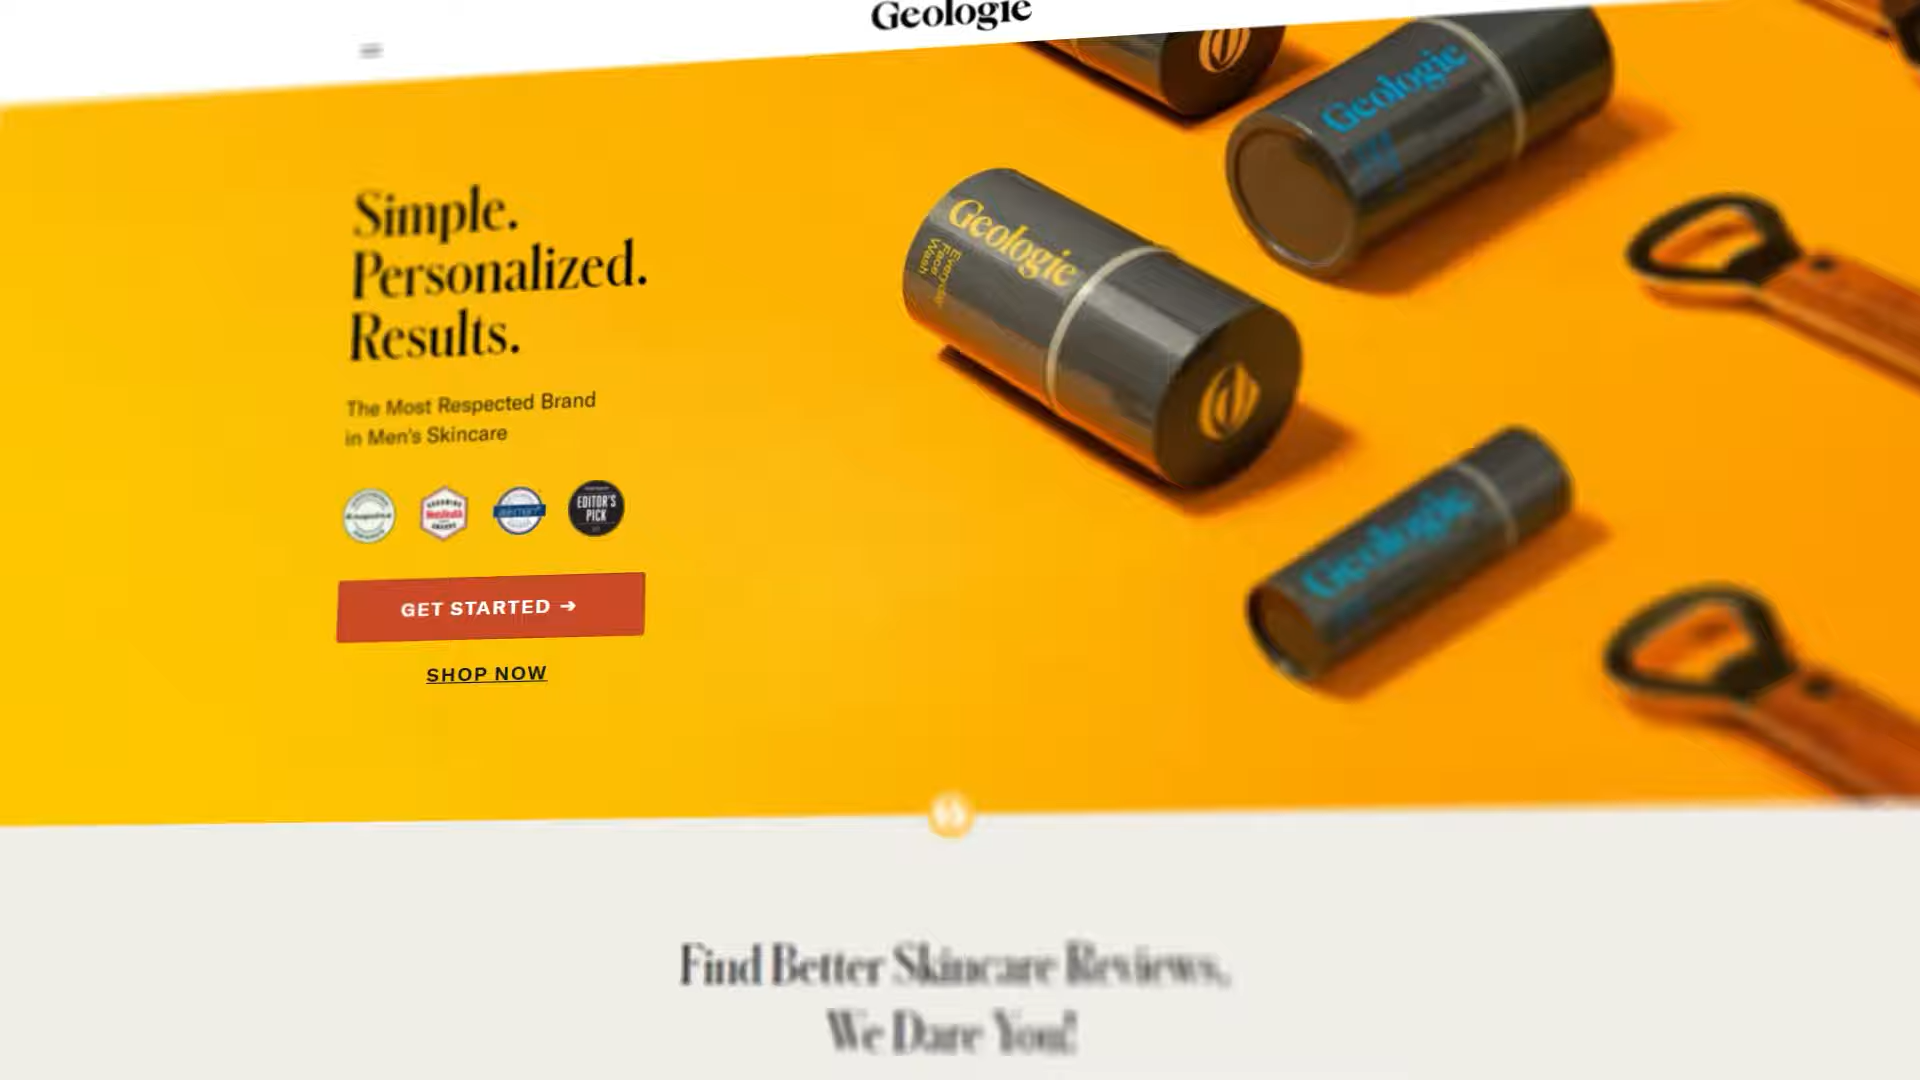 Geologie
Simple.
Personalized.
Results.
The Most Respected Brand
in Men's Skincare
EDITOR'S
PICK
GET STARTED ➔
SHOP NOW
Geologie
Geologie
Everyday
Face
Wash
Geologie
Find Better Skincare Reviews,
We Dare You!